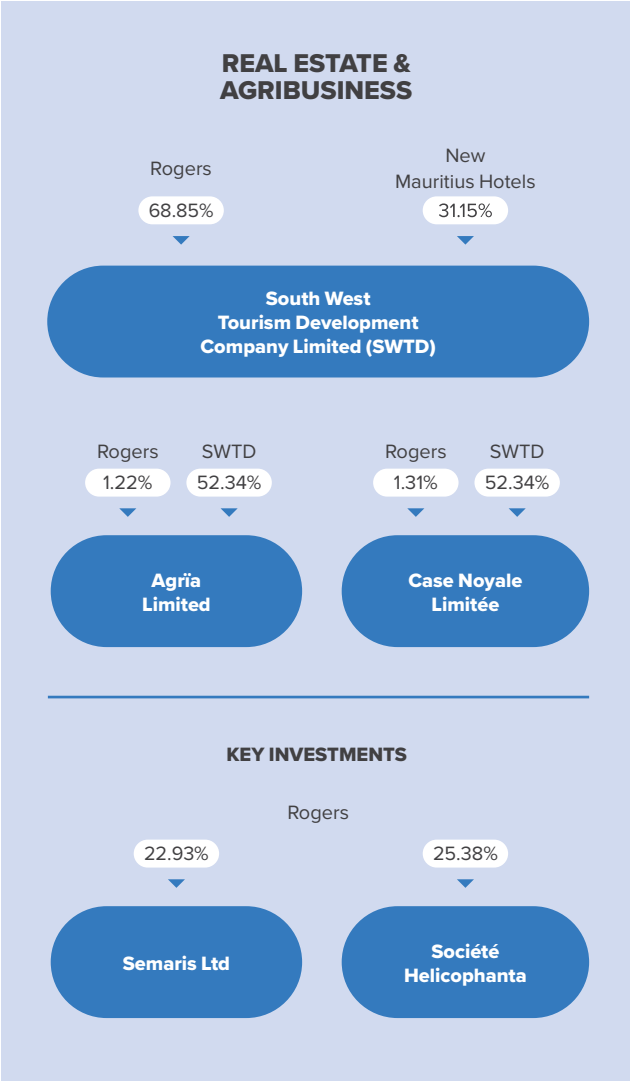 REAL ESTATE &
AGRIBUSINESS
Rogers
68.85%
New
Mauritius Hotels
31.15%
South West
Tourism Development
Company Limited (SWTD)
Rogers SWTD
1.22% 52.34%
Rogers SWTD
1.31% 52.34%
Agrïa
Limited
Case Noyale
Limitée
KEY INVESTMENTS
Rogers
22.93%
25.38%
Semaris Ltd
Société
Helicophanta